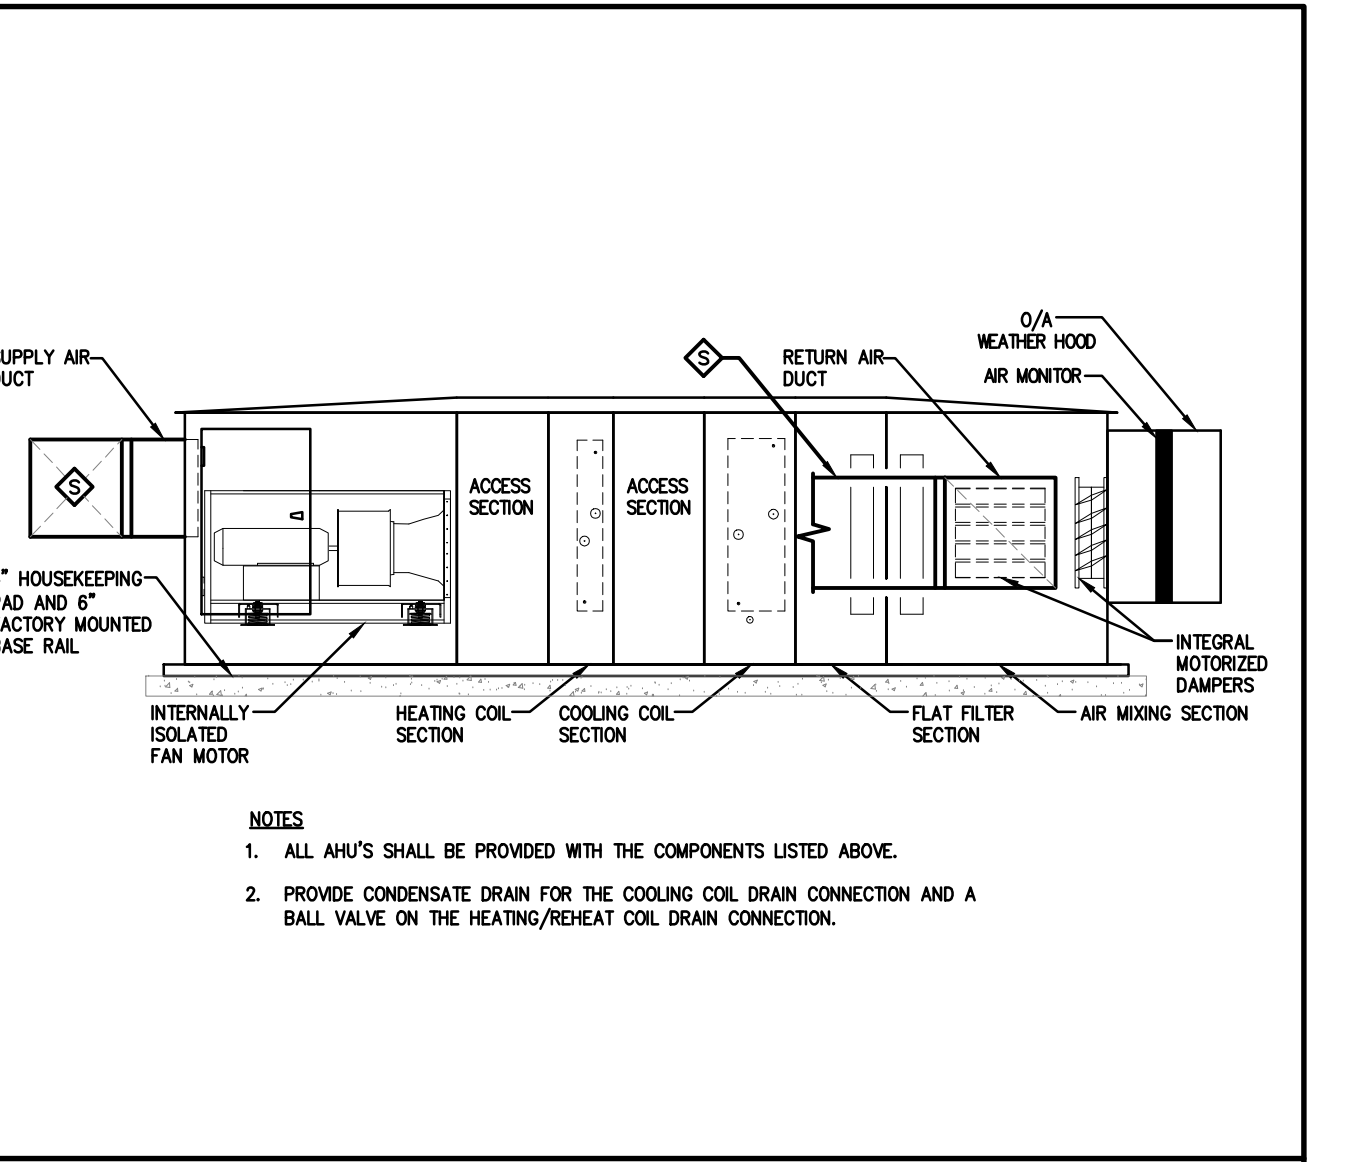 O/A
WEATHER HOOD
AIR MONITOR
S
RETURN AIR
DUCT
UPPLY AIR
UCT
S
ACCESS
SECTION
ACCESS
SECTION
" HOUSEKEEPING
AD AND 6"
ACTORY MOUNTED
ASE RAIL
INTEGRAL
MOTORIZED
DAMPERS
INTERNALLY
ISOLATED
FAN MOTOR
HEATING COIL
SECTION
COOLING COIL
SECTION
FLAT FILTER
SECTION
AIR MIXING SECTION
NOTES
1. ALL AHU'S SHALL BE PROVIDED WITH THE COMPONENTS LISTED ABOVE.
2. PROVIDE CONDENSATE DRAIN FOR THE COOLING COIL DRAIN CONNECTION AND A
BALL VALVE ON THE HEATING/REHEAT COIL DRAIN CONNECTION.